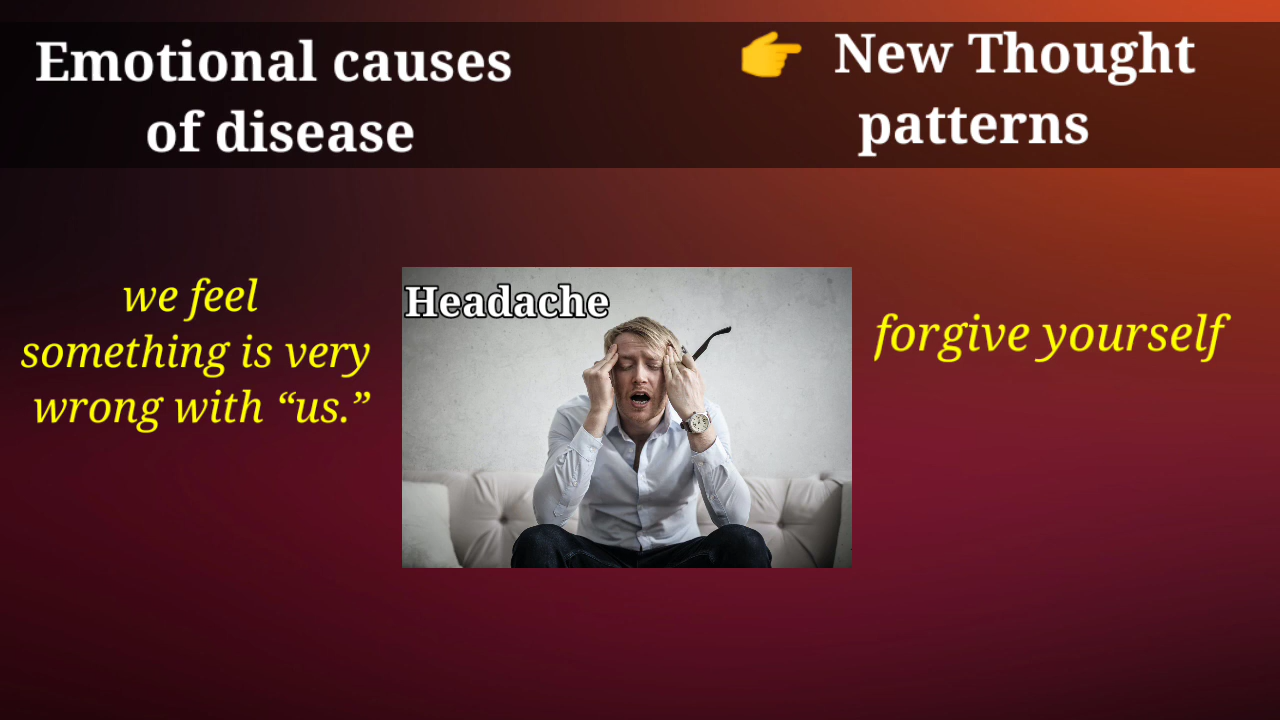 Emotional causes
of disease
👉 New Thought
patterns
we feel
something is very
wrong with “us.”
Headache
forgive yourself